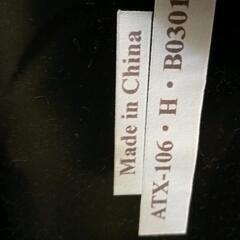 Made in China
ATX-106 · H · B0301